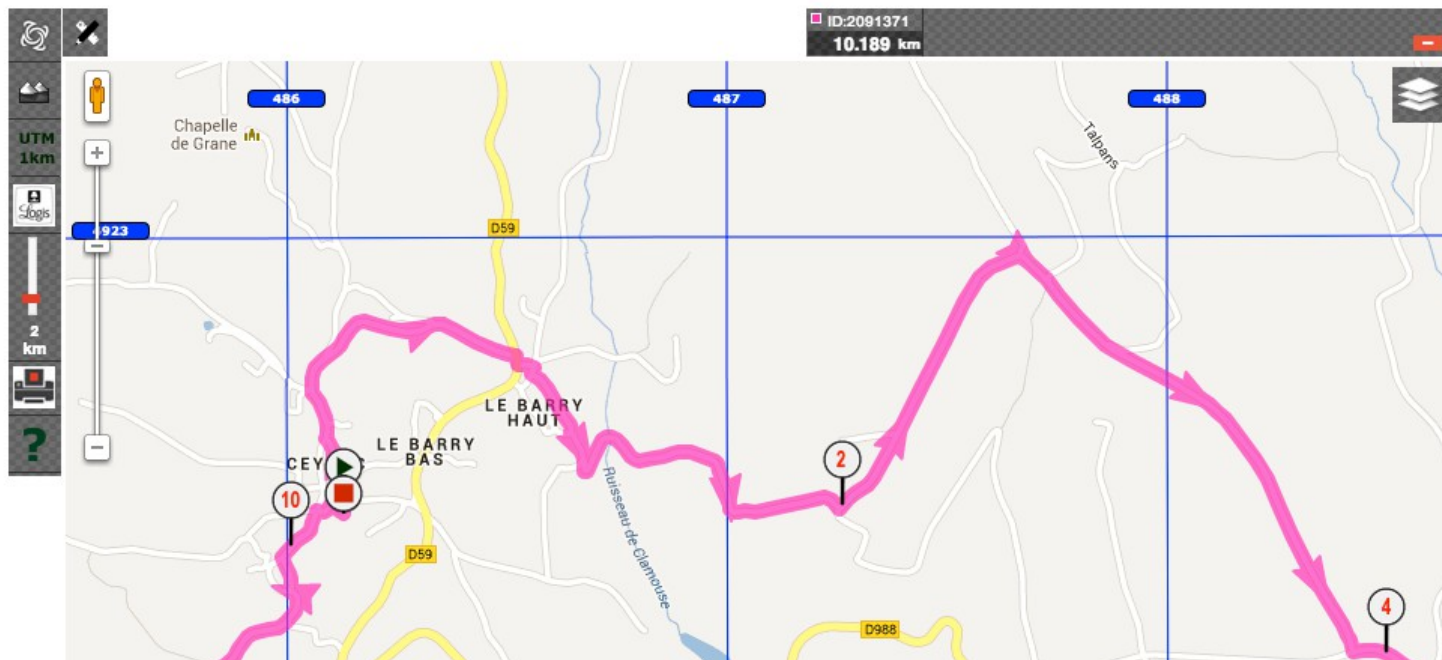 ID:2091371
10.189 km
486
487
488
Chapelle
de Grane
UTM
1km
Talpans
Logis
4923
D59
2
km
LE BARRY
HAUT
LE BARRY
BAS
2
10
D59
Ruisseau de Clamouse
4
D988
?